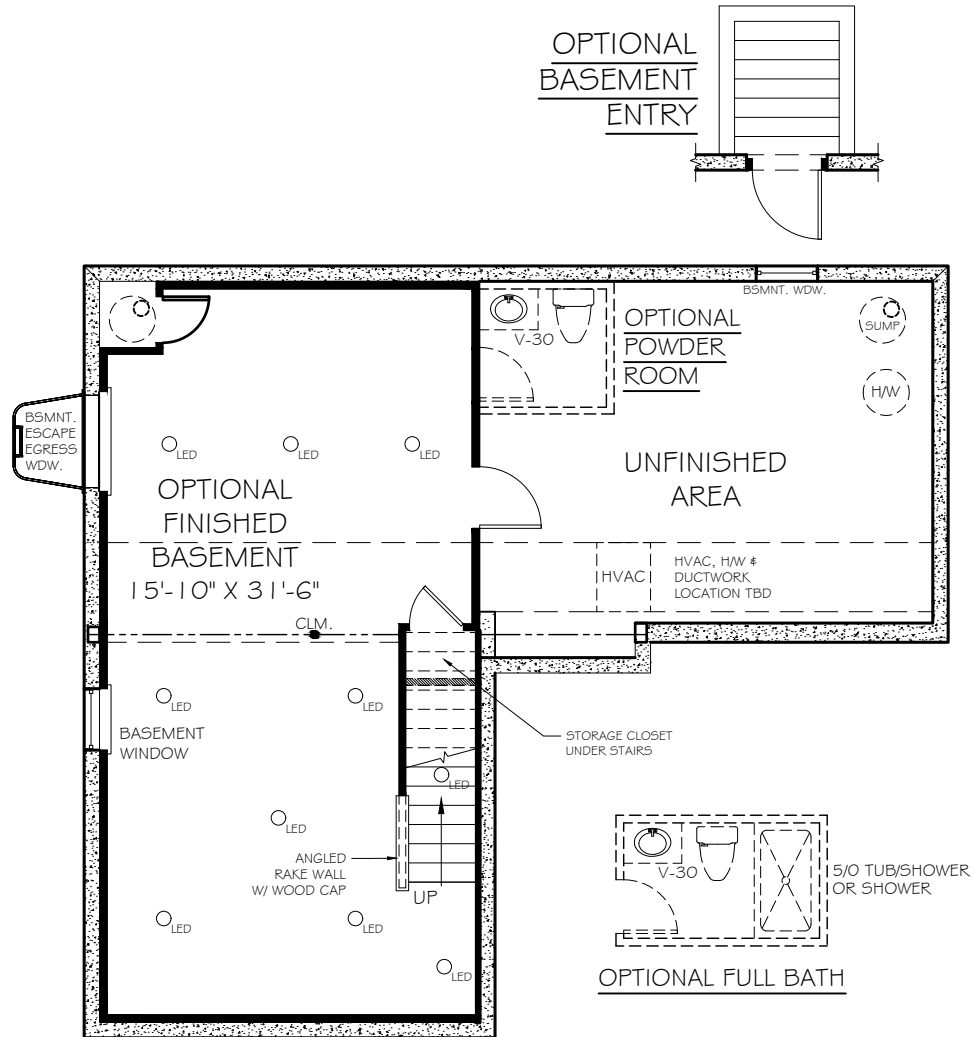 OPTIONAL
BASEMENT
ENTRY
BSMNT. WDW.
V-30
OPTIONAL
POWDER
ROOM
SUMP
H/W
BSMNT.
ESCAPE
EGRESS
WDW.
LED
LED
LED
OPTIONAL
FINISHED
BASEMENT
15'-10" X 31'-6"
UNFINISHED
AREA
HVAC
HVAC, H/W &
DUCTWORK
LOCATION TBD
CLM.
LED
LED
BASEMENT
WINDOW
STORAGE CLOSET
UNDER STAIRS
LED
LED
ANGLED
RAKE WALL
W/ WOOD CAP
UP
LED
LED
LED
V-30
5/0 TUB/SHOWER
OR SHOWER
OPTIONAL FULL BATH